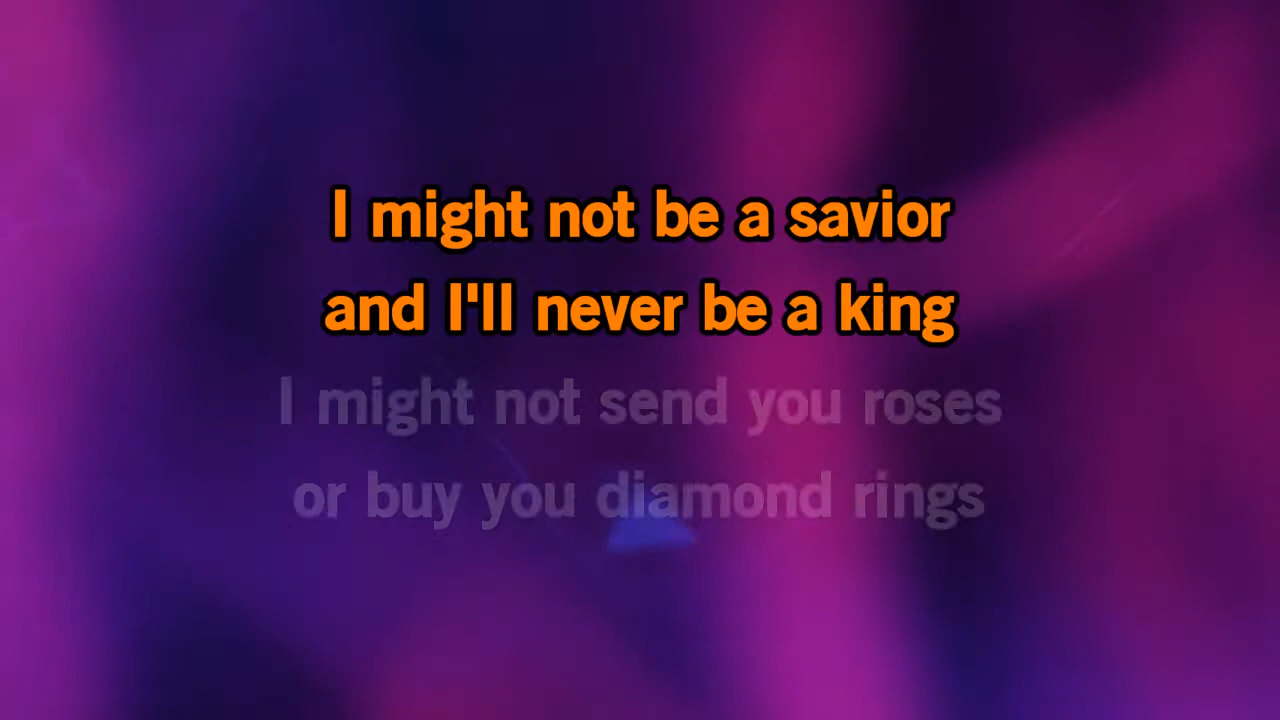 I might not be a savior
and I'll never be a king
I might not send you roses
or buy you diamond rings